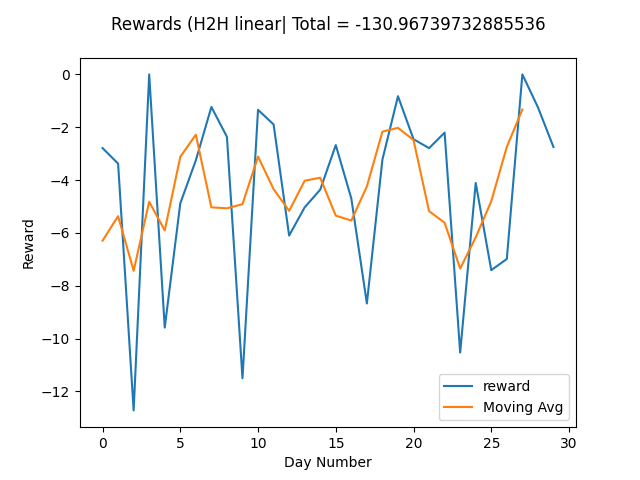 Rewards (H2H linear| Total = -130.96739732885536
0
−2
−4
−6
−8
−10
−12
Reward
0 5 10 15 20 25 30
Day Number
reward
Moving Avg